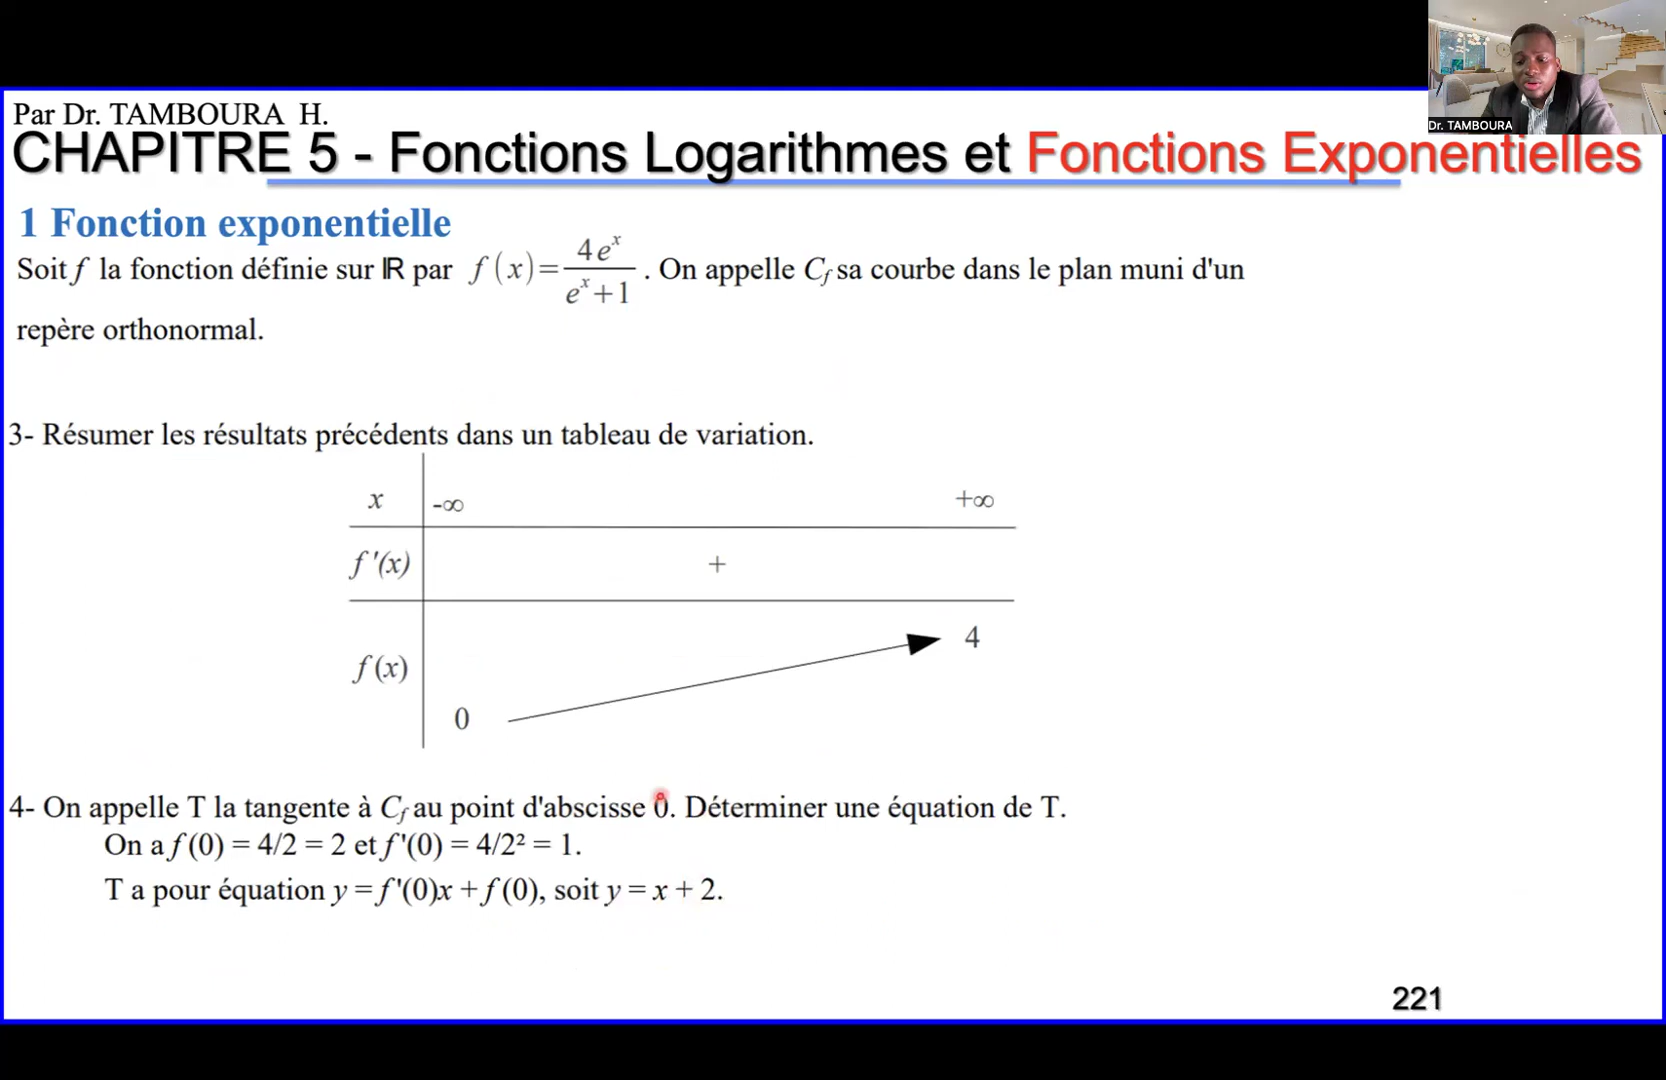 Par Dr. TAMBOURA H.
CHAPITRE 5 - Fonctions Logarithmes et Fonctions Exponentielles
Dr. TAMBOURA
1 Fonction exponentielle
Soit f la fonction définie sur IR par f(x)=4e^x/(e^x+1). On appelle C_f sa courbe dans le plan muni d'un
repère orthonormal.
3- Résumer les résultats précédents dans un tableau de variation.
x -∞ +∞
f'(x) +
f(x) 0 4
4- On appelle T la tangente à C_f au point d'abscisse 0. Déterminer une équation de T.
On a f(0) = 4/2 = 2 et f'(0) = 4/2² = 1.
T a pour équation y = f'(0)x + f(0), soit y = x + 2.
221